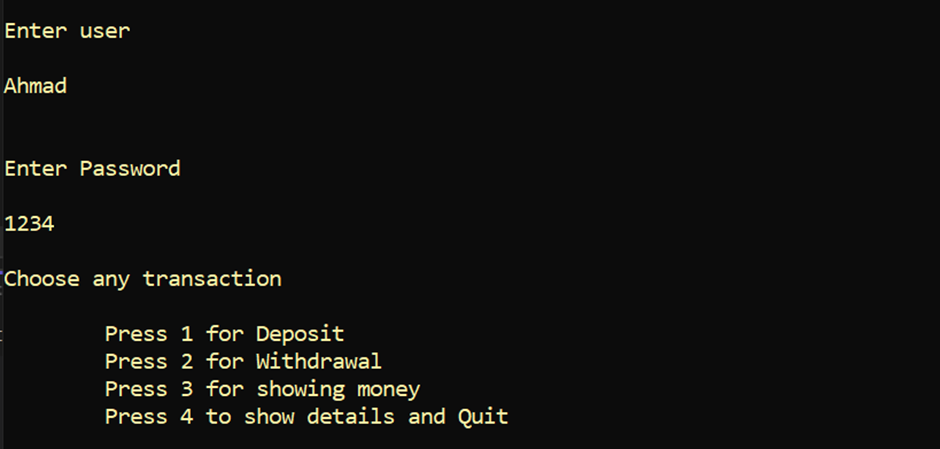 Enter user
Ahmad
Enter Password
1234
Choose any transaction
Press 1 for Deposit
Press 2 for Withdrawal
Press 3 for showing money
Press 4 to show details and Quit